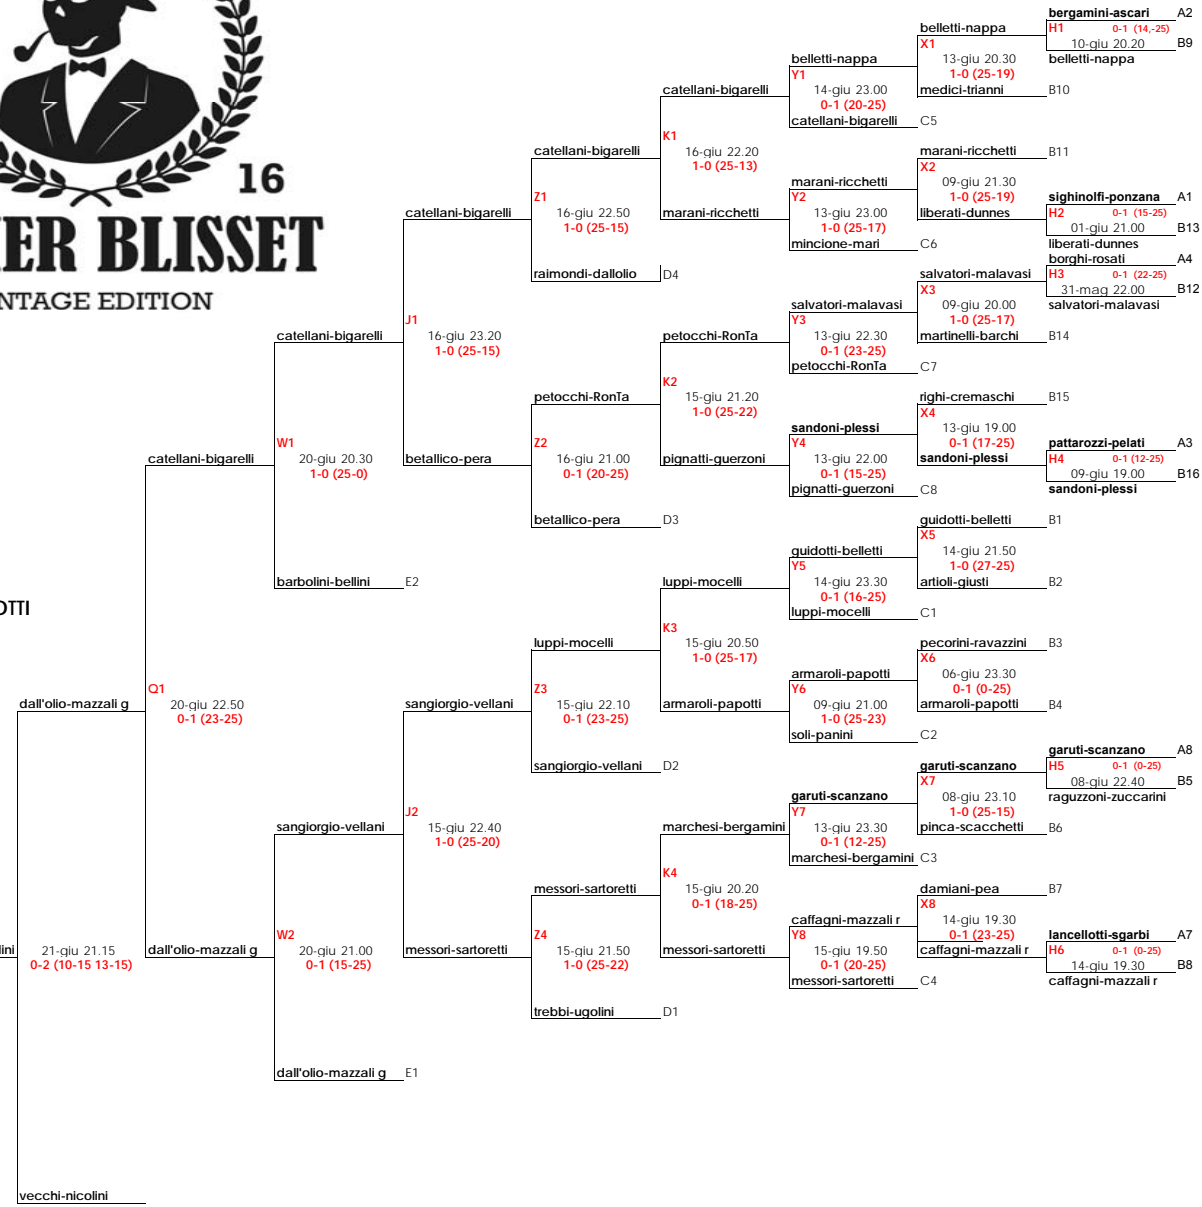 16
IER BLISSET
NTAGE EDITION
OTTI
lini
21-giu 21.15
0-2 (10-15 13-15)
dall'olio-mazzali g
vecchi-nicolini
Q1
20-giu 22.50
0-1 (23-25)
catellani-bigarelli
dall'olio-mazzali g
W1
20-giu 20.30
1-0 (25-0)
catellani-bigarelli
barbolini-bellini E2
W2
20-giu 21.00
0-1 (15-25)
sangiorgio-vellani
dall'olio-mazzali g E1
J1
16-giu 23.20
1-0 (25-15)
catellani-bigarelli
betallico-pera
J2
15-giu 22.40
1-0 (25-20)
sangiorgio-vellani
messori-sartoretti
catellani-bigarelli
Z1
16-giu 22.50
1-0 (25-15)
raimondi-dallolio D4
petocchi-RonTa
Z2
16-giu 21.00
0-1 (20-25)
betallico-pera D3
luppi-mocelli
Z3
15-giu 22.10
0-1 (23-25)
sangiorgio-vellani D2
messori-sartoretti
Z4
15-giu 21.50
1-0 (25-22)
trebbi-ugolini D1
catellani-bigarelli
K1
16-giu 22.20
1-0 (25-13)
marani-ricchetti
petocchi-RonTa
K2
15-giu 21.20
1-0 (25-22)
pignatti-guerzoni
luppi-mocelli
K3
15-giu 20.50
1-0 (25-17)
armaroli-papotti
marchesi-bergamini
K4
15-giu 20.20
0-1 (18-25)
messori-sartoretti
belletti-nappa
Y1
14-giu 23.00
0-1 (20-25)
catellani-bigarelli C5
marani-ricchetti
Y2
13-giu 23.00
1-0 (25-17)
mincione-mari C6
salvatori-malavasi
Y3
13-giu 22.30
0-1 (23-25)
petocchi-RonTa C7
sandoni-plessi
Y4
13-giu 22.00
0-1 (15-25)
pignatti-guerzoni C8
guidotti-belletti
Y5
14-giu 23.30
0-1 (16-25)
luppi-mocelli C1
armaroli-papotti
Y6
09-giu 21.00
1-0 (25-23)
soli-panini C2
garuti-scanzano
Y7
13-giu 23.30
0-1 (12-25)
marchesi-bergamini C3
caffagni-mazzali r
Y8
15-giu 19.50
0-1 (20-25)
messori-sartoretti C4
belletti-nappa
X1
13-giu 20.30
1-0 (25-19)
medici-trianni B10
marani-ricchetti B11
X2
09-giu 21.30
1-0 (25-19)
liberati-dunnes
salvatori-malavasi
X3
09-giu 20.00
1-0 (25-17)
martinelli-barchi B14
righi-cremaschi B15
X4
13-giu 19.00
0-1 (17-25)
sandoni-plessi
guidotti-belletti B1
X5
14-giu 21.50
1-0 (27-25)
artioli-giusti B2
pecorini-ravazzini B3
X6
06-giu 23.30
0-1 (0-25)
armaroli-papotti B4
garuti-scanzano
X7
08-giu 23.10
1-0 (25-15)
pinca-scacchetti B6
damiani-pea B7
X8
14-giu 19.30
0-1 (23-25)
caffagni-mazzali r
bergamini-ascari A2
H1 0-1 (14,-25)
10-giu 20.20 B9
belletti-nappa
sighinolfi-ponzana A1
H2 0-1 (15-25)
01-giu 21.00 B13
liberati-dunnes
borghi-rosati A4
H3 0-1 (22-25)
31-mag 22.00 B12
salvatori-malavasi
pattarozzi-pelati A3
H4 0-1 (12-25)
09-giu 19.00 B16
sandoni-plessi
garuti-scanzano A8
H5 0-1 (0-25)
08-giu 22.40 B5
raguzzoni-zuccarini
lancellotti-sgarbi A7
H6 0-1 (0-25)
14-giu 19.30 B8
caffagni-mazzali r